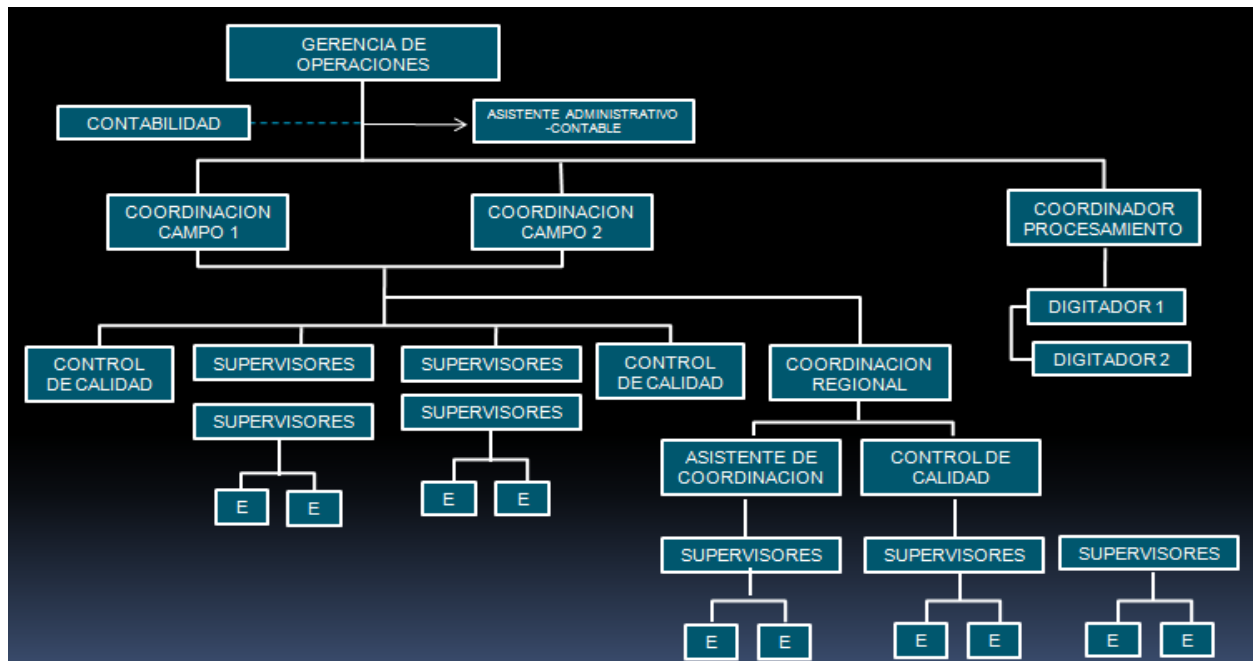 GERENCIA DE
OPERACIONES
CONTABILIDAD
ASISTENTE ADMINISTRATIVO
-CONTABLE
COORDINACION
CAMPO 1
COORDINACION
CAMPO 2
COORDINADOR
PROCESAMIENTO
DIGITADOR 1
DIGITADOR 2
CONTROL
DE CALIDAD
SUPERVISORES
SUPERVISORES
CONTROL
DE CALIDAD
COORDINACION
REGIONAL
SUPERVISORES
SUPERVISORES
E
E
E
E
ASISTENTE DE
COORDINACION
CONTROL DE
CALIDAD
SUPERVISORES
SUPERVISORES
SUPERVISORES
E
E
E
E
E
E